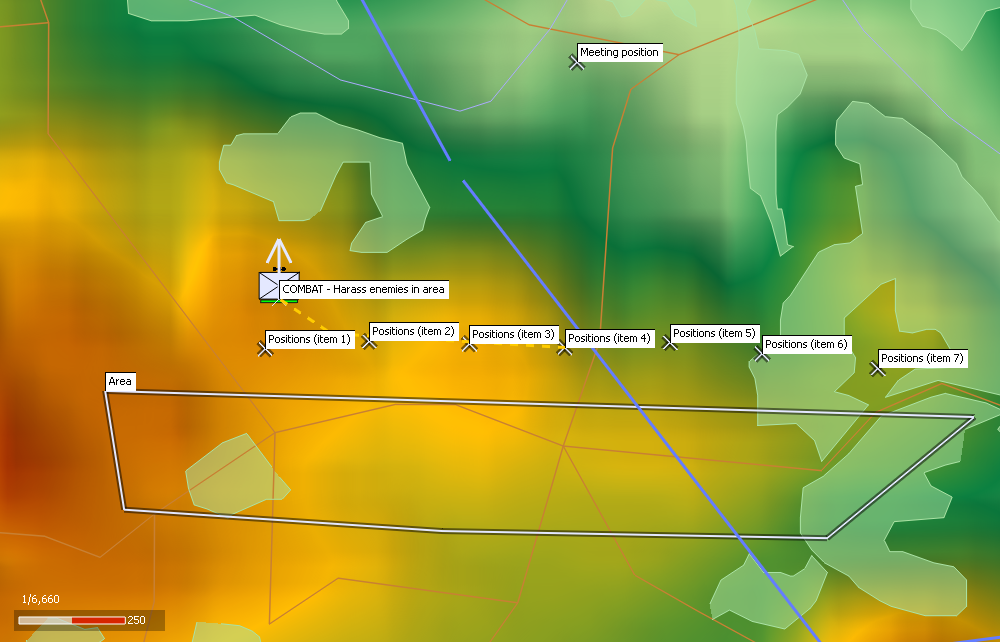 Meeting position
COMBAT - Harass enemies in area
Positions (item 1)
Positions (item 2)
Positions (item 3)
Positions (item 4)
Positions (item 5)
Positions (item 6)
Positions (item 7)
Area
1/6,660
250